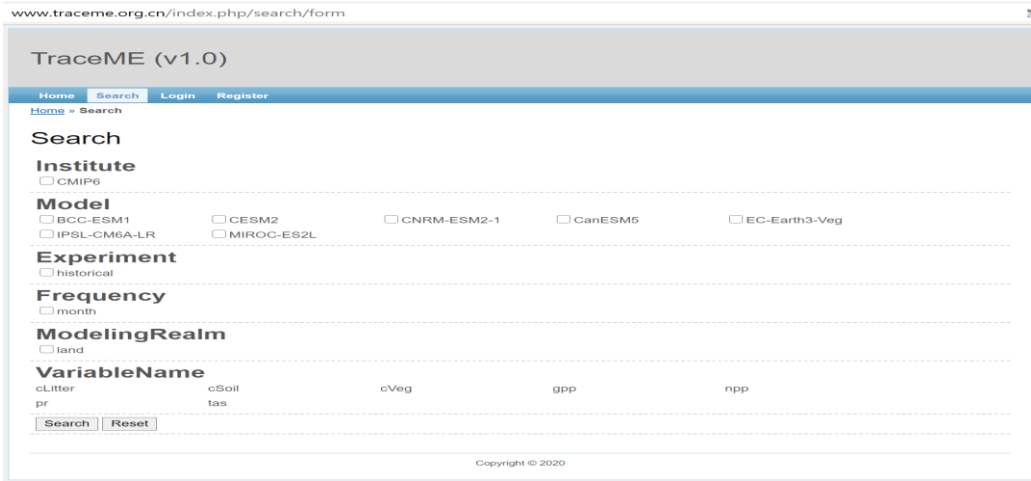 www.traceme.org.cn/index.php/search/form
TraceME (v1.0)
Home Search Login Register
Home » Search
Search
Institute
CMIP6
Model
BCC-ESM1 CESM2 CNRM-ESM2-1 CanESM5 EC-Earth3-Veg
IPSL-CM6A-LR MIROC-ES2L
Experiment
historical
Frequency
month
ModelingRealm
land
VariableName
cLitter cSoil cVeg gpp npp
pr tas
Search Reset
Copyright © 2020